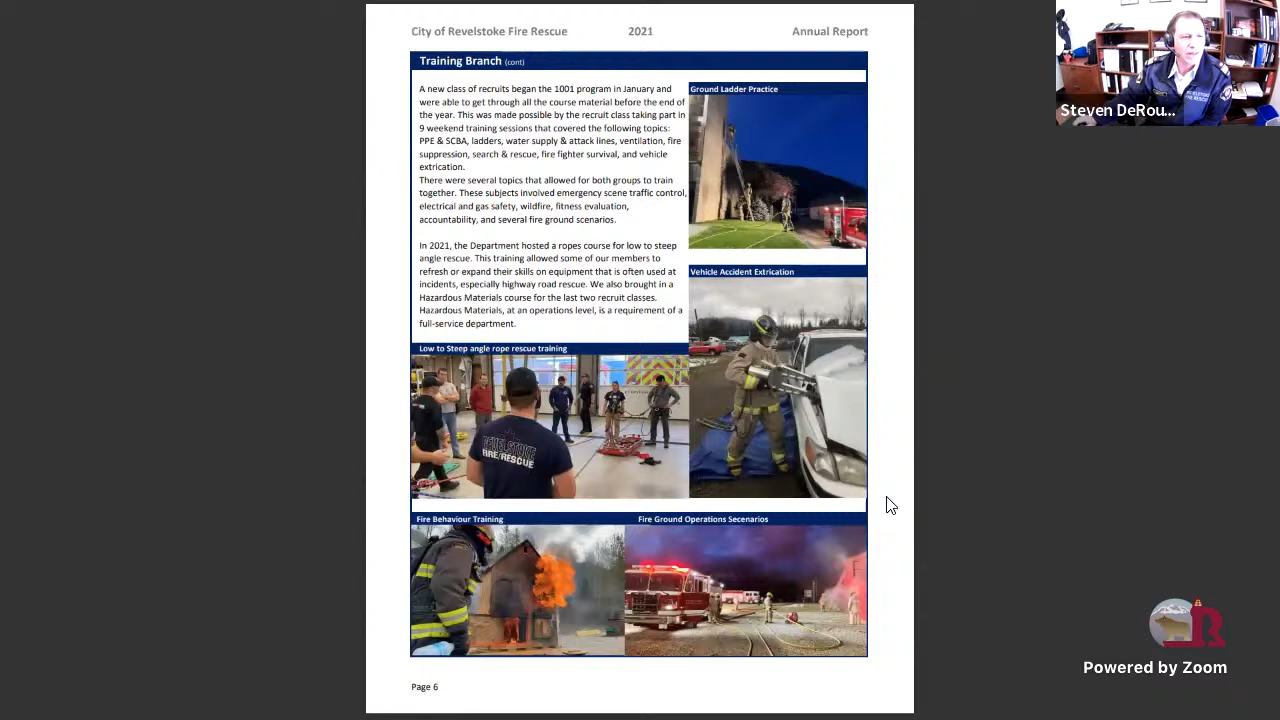 City of Revelstoke Fire Rescue 2021 Annual Report
Training Branch (cont)
A new class of recruits began the 1001 program in January and
were able to get through all the course material before the end of
the year. This was made possible by the recruit class taking part in
9 weekend training sessions that covered the following topics:
PPE & SCBA, ladders, water supply & attack lines, ventilation, fire
suppression, search & rescue, fire fighter survival, and vehicle
extrication.
There were several topics that allowed for both groups to train
together. These subjects involved emergency scene traffic control,
electrical and gas safety, wildfire, fitness evaluation,
accountability, and several fire ground scenarios.
In 2021, the Department hosted a ropes course for low to steep
angle rescue. This training allowed some of our members to
refresh or expand their skills on equipment that is often used at
incidents, especially highway road rescue. We also brought in a
Hazardous Materials course for the last two recruit classes.
Hazardous Materials, at an operations level, is a requirement of a
full-service department.
Ground Ladder Practice
Vehicle Accident Extrication
Low to Steep angle rope rescue training
REVELSTOKE
FIRE/RESCUE
Fire Behaviour Training
Fire Ground Operations Secenarios
Page 6
Steven DeRou...
REVELSTOKE
FIRE RESCUE
R
Powered by Zoom